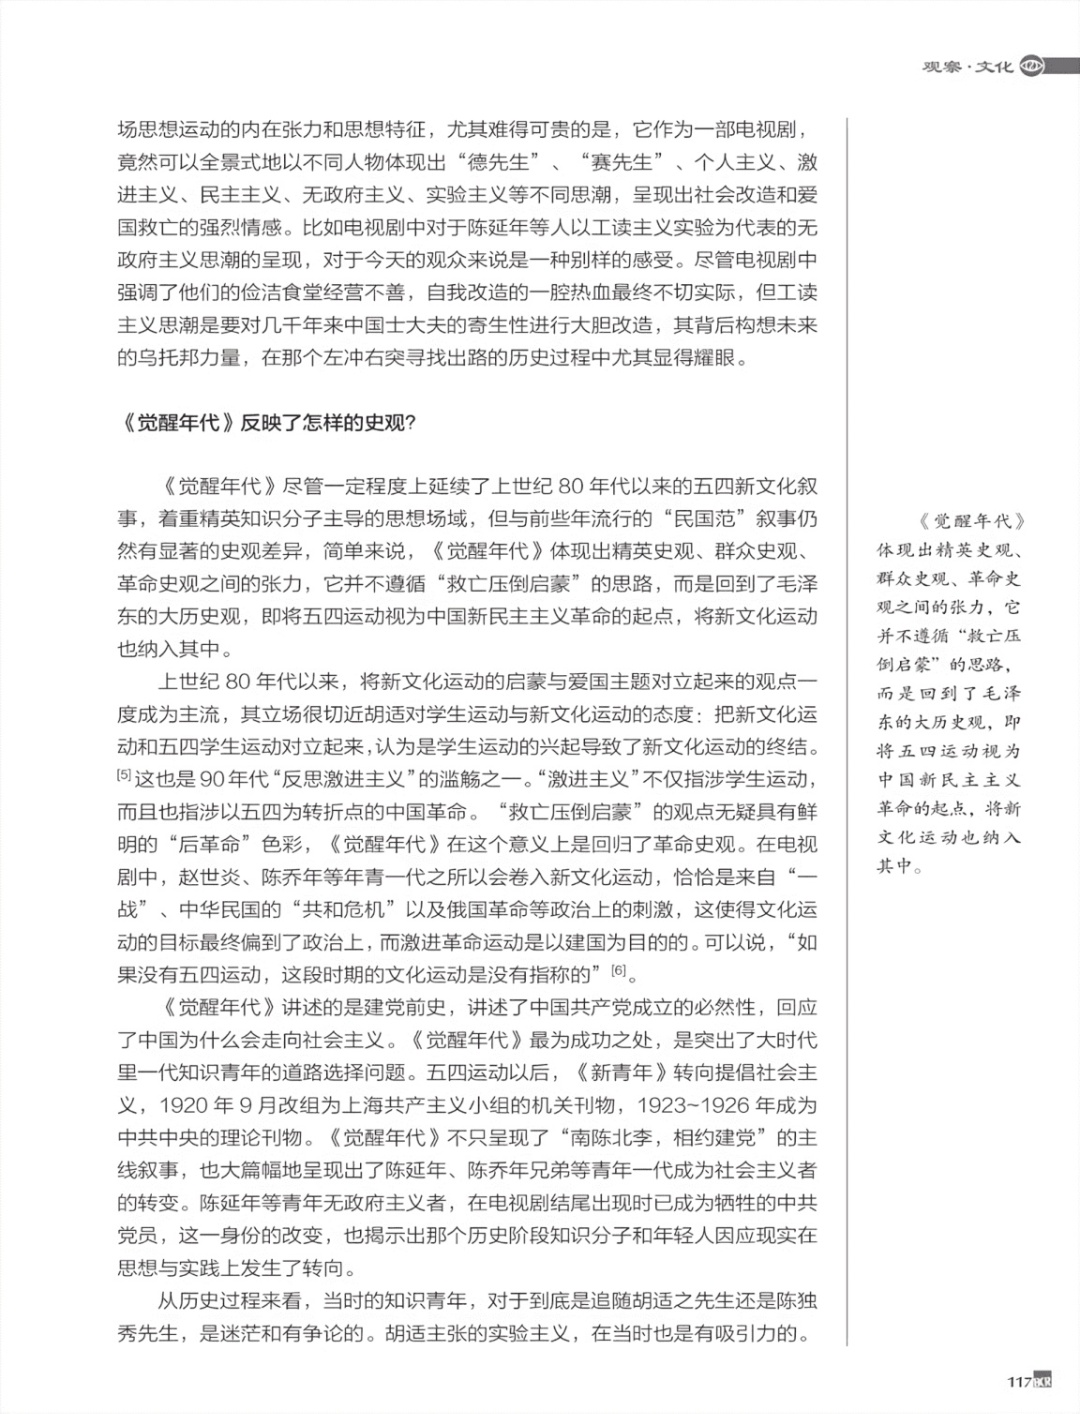 观察·文化
场思想运动的内在张力和思想特征，尤其难得可贵的是，它作为一部电视剧，
竟然可以全景式地以不同人物体现出“德先生”、“赛先生”、个人主义、激
进主义、民主主义、无政府主义、实验主义等不同思潮，呈现出社会改造和爱
国救亡的强烈情感。比如电视剧中对于陈延年等人以工读主义实验为代表的无
政府主义思潮的呈现，对于今天的观众来说是一种别样的感受。尽管电视剧中
强调了他们的俭洁食堂经营不善，自我改造的一腔热血最终不切实际，但工读
主义思潮是要对几千年来中国士大夫的寄生性进行大胆改造，其背后构想未来
的乌托邦力量，在那个左冲右突寻找出路的历史过程中尤其显得耀眼。
《觉醒年代》反映了怎样的史观？
《觉醒年代》尽管一定程度上延续了上世纪 80 年代以来的五四新文化叙
事，着重精英知识分子主导的思想场域，但与前些年流行的“民国范”叙事仍
然有显著的史观差异，简单来说，《觉醒年代》体现出精英史观、群众史观、
革命史观之间的张力，它并不遵循“救亡压倒启蒙”的思路，而是回到了毛泽
东的大历史观，即将五四运动视为中国新民主主义革命的起点，将新文化运动
也纳入其中。
上世纪 80 年代以来，将新文化运动的启蒙与爱国主题对立起来的观点一
度成为主流，其立场很切近胡适对学生运动与新文化运动的态度：把新文化运
动和五四学生运动对立起来，认为是学生运动的兴起导致了新文化运动的终结。
[5]这也是 90 年代“反思激进主义”的滥觞之一。“激进主义”不仅指涉学生运动，
而且也指涉以五四为转折点的中国革命。“救亡压倒启蒙”的观点无疑具有鲜
明的“后革命”色彩，《觉醒年代》在这个意义上是回归了革命史观。在电视
剧中，赵世炎、陈乔年等年青一代之所以会卷入新文化运动，恰恰是来自“一
战”、中华民国的“共和危机”以及俄国革命等政治上的刺激，这使得文化运
动的目标最终偏到了政治上，而激进革命运动是以建国为目的的。可以说，“如
果没有五四运动，这段时期的文化运动是没有指称的”[6]。
《觉醒年代》讲述的是建党前史，讲述了中国共产党成立的必然性，回应
了中国为什么会走向社会主义。《觉醒年代》最为成功之处，是突出了大时代
里一代知识青年的道路选择问题。五四运动以后，《新青年》转向提倡社会主
义，1920 年 9 月改组为上海共产主义小组的机关刊物，1923~1926 年成为
中共中央的理论刊物。《觉醒年代》不只呈现了“南陈北李，相约建党”的主
线叙事，也大篇幅地呈现出了陈延年、陈乔年兄弟等青年一代成为社会主义者
的转变。陈延年等青年无政府主义者，在电视剧结尾出现时已成为牺牲的中共
党员，这一身份的改变，也揭示出那个历史阶段知识分子和年轻人因应现实在
思想与实践上发生了转向。
从历史过程来看，当时的知识青年，对于到底是追随胡适之先生还是陈独
秀先生，是迷茫和有争论的。胡适主张的实验主义，在当时也是有吸引力的。
《觉醒年代》
体现出精英史观、
群众史观、革命史
观之间的张力，它
并不遵循“救亡压
倒启蒙”的思路，
而是回到了毛泽
东的大历史观，即
将五四运动视为
中国新民主主义
革命的起点，将新
文化运动也纳入
其中。
117